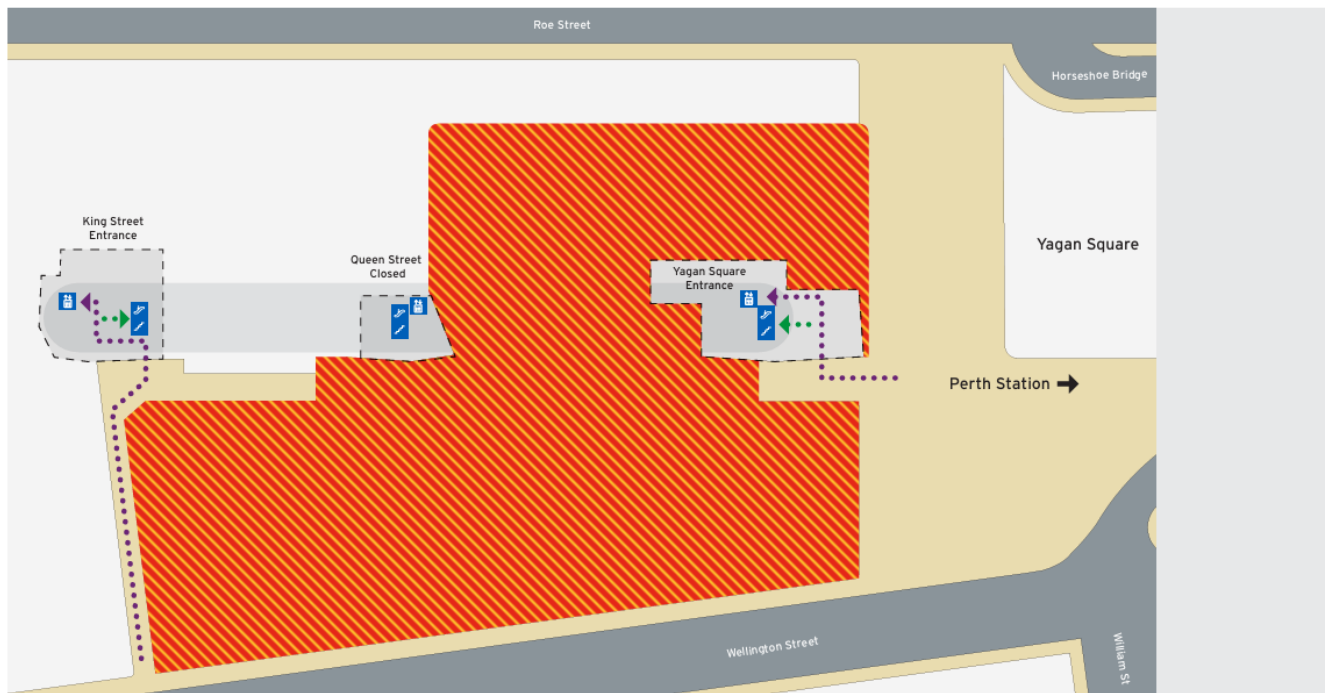 Roe Street
Horseshoe Bridge
King Street
Entrance
Yagan Square
Queen Street
Closed
Yagan Square
Entrance
Perth Station
Wellington Street
William St